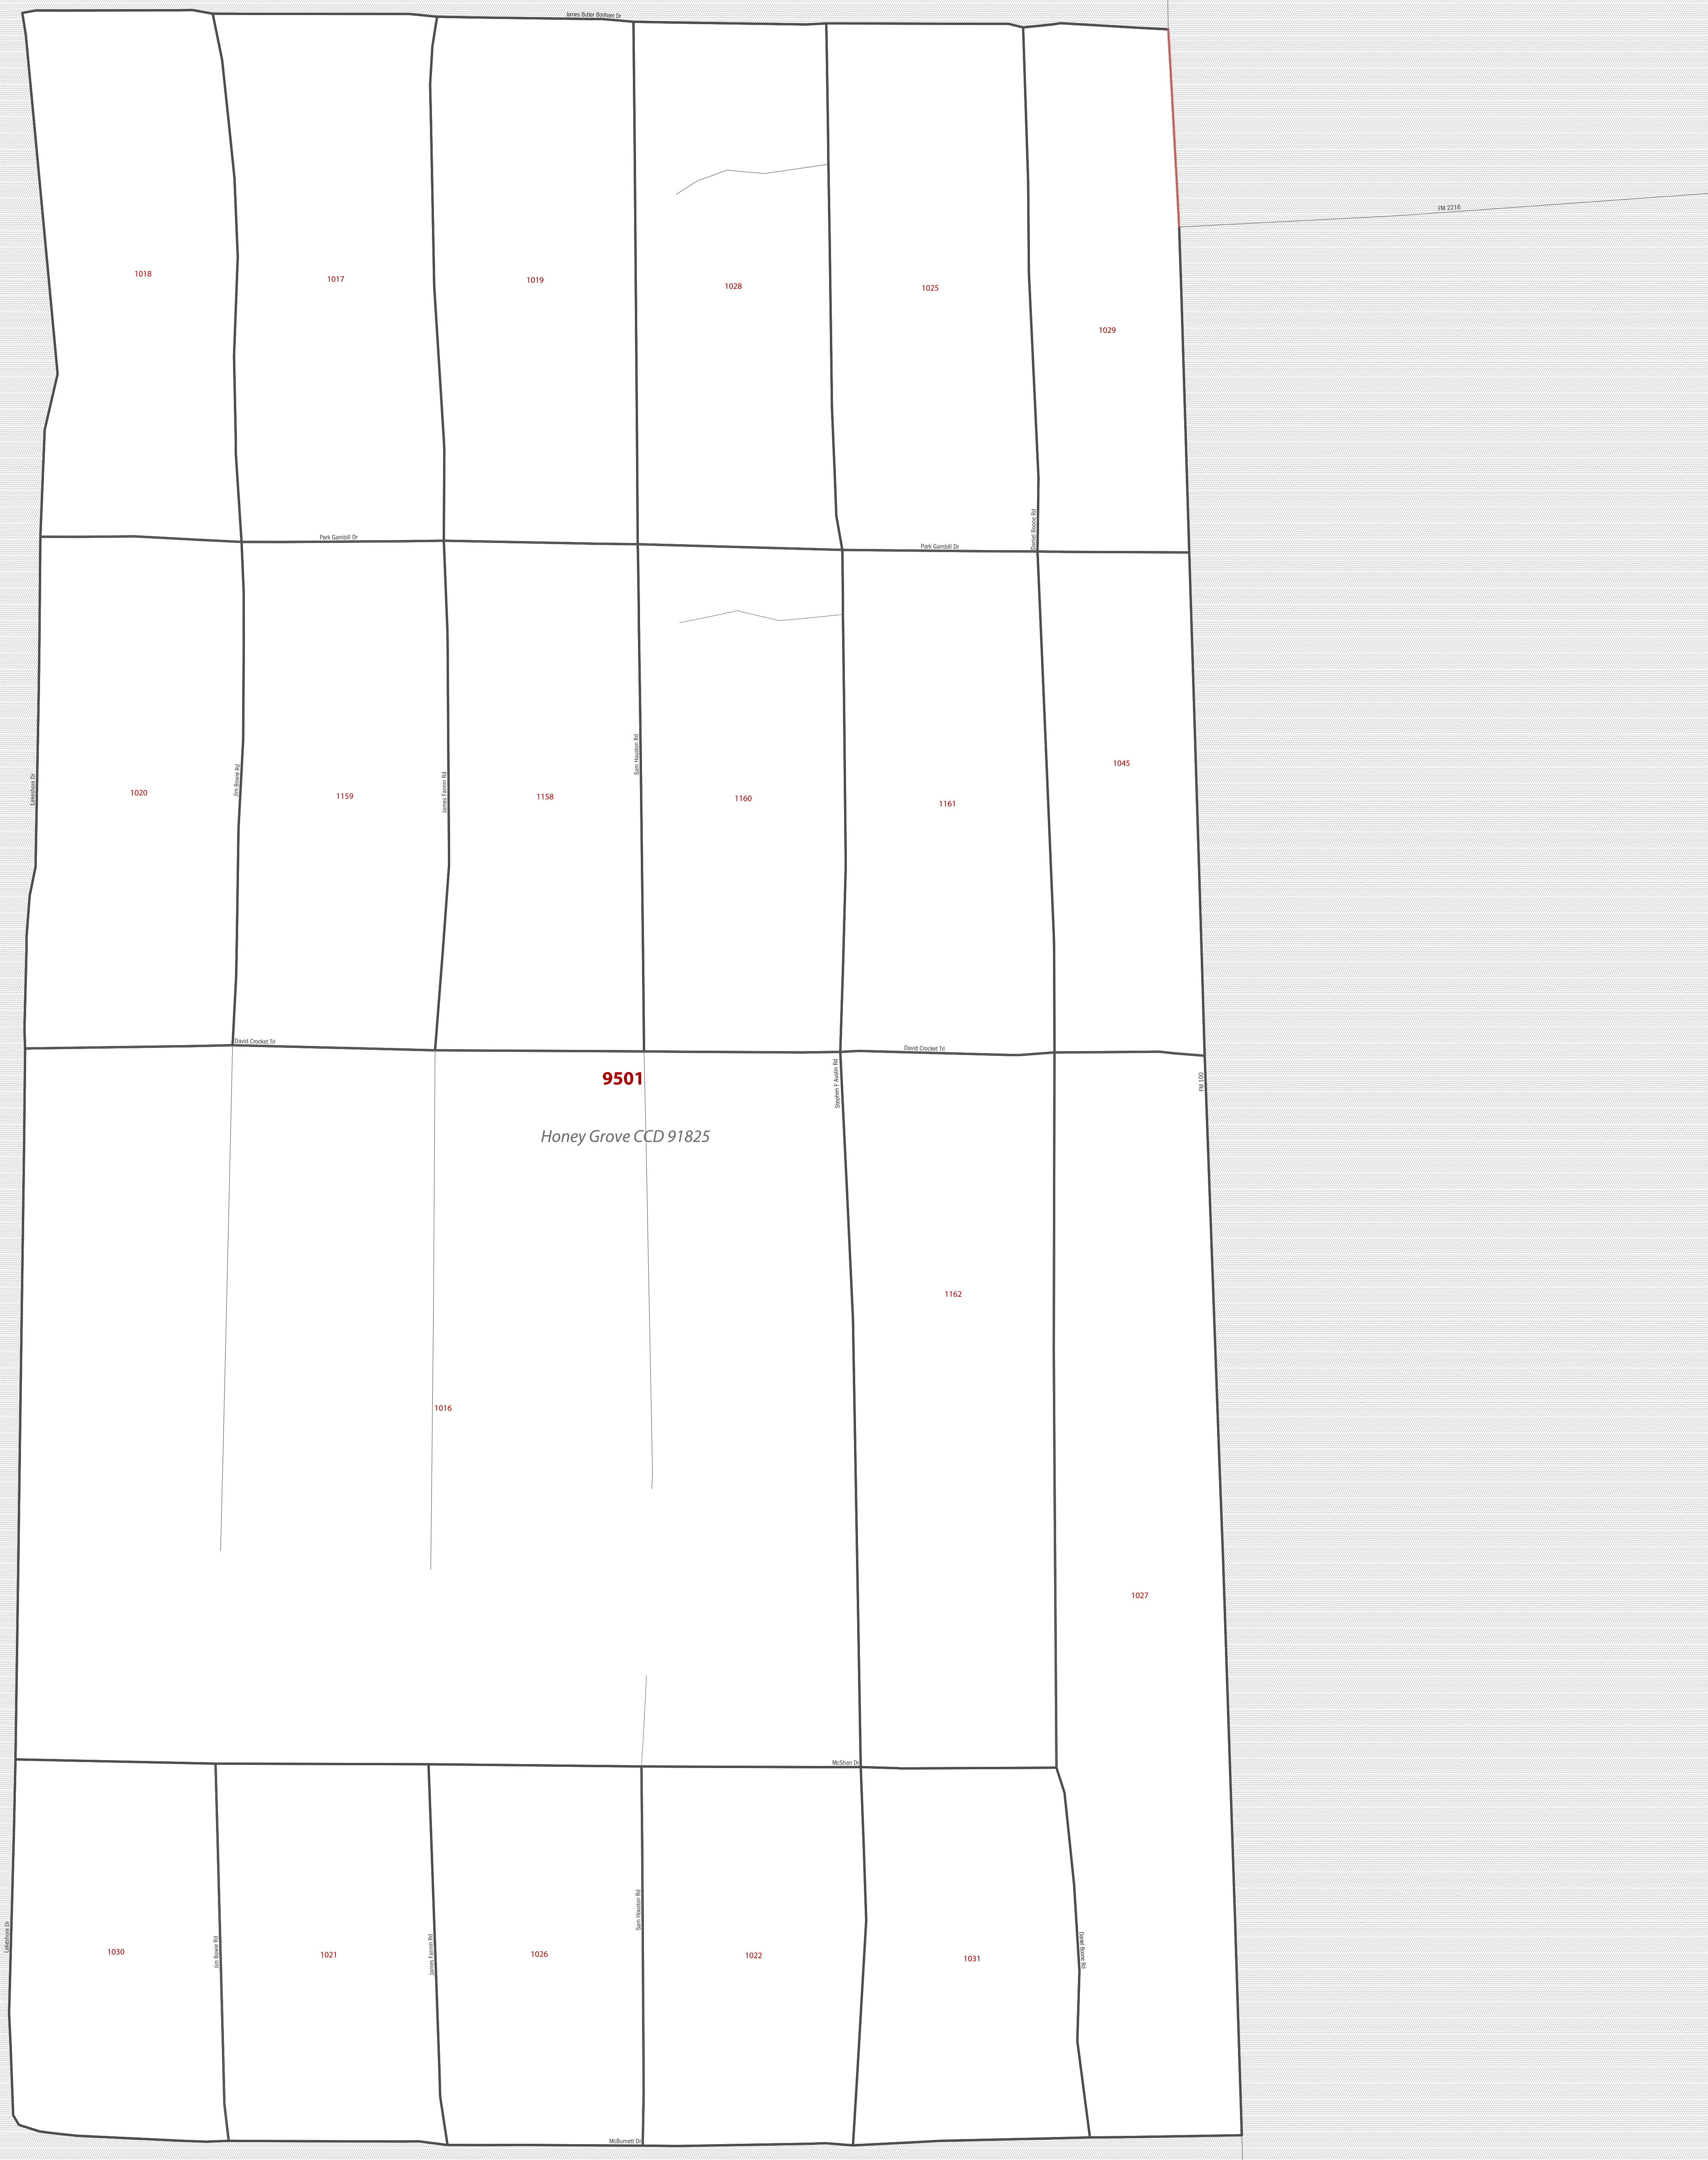 James Butler Bonham Dr
FM 2216
1018
1017
1019
1028
1025
1029
Daniel Boone Rd
Park Gambill Dr
Park Gambill Dr
Sam Houston Rd
1045
Lakeshore Dr
1020
Jim Bowie Rd
1159
James Fannin Rd
1158
1160
1161
David Crocket Trl
David Crocket Trl
9501
Stephen F Austin Rd
FM 100
Honey Grove CCD 91825
1162
1016
1027
McShan Dr
Sam Houston Rd
Lakeshore Dr
1030
Jim Bowie Rd
1021
James Fannin Rd
1026
1022
1031
Daniel Boone Rd
McBurnett Dr